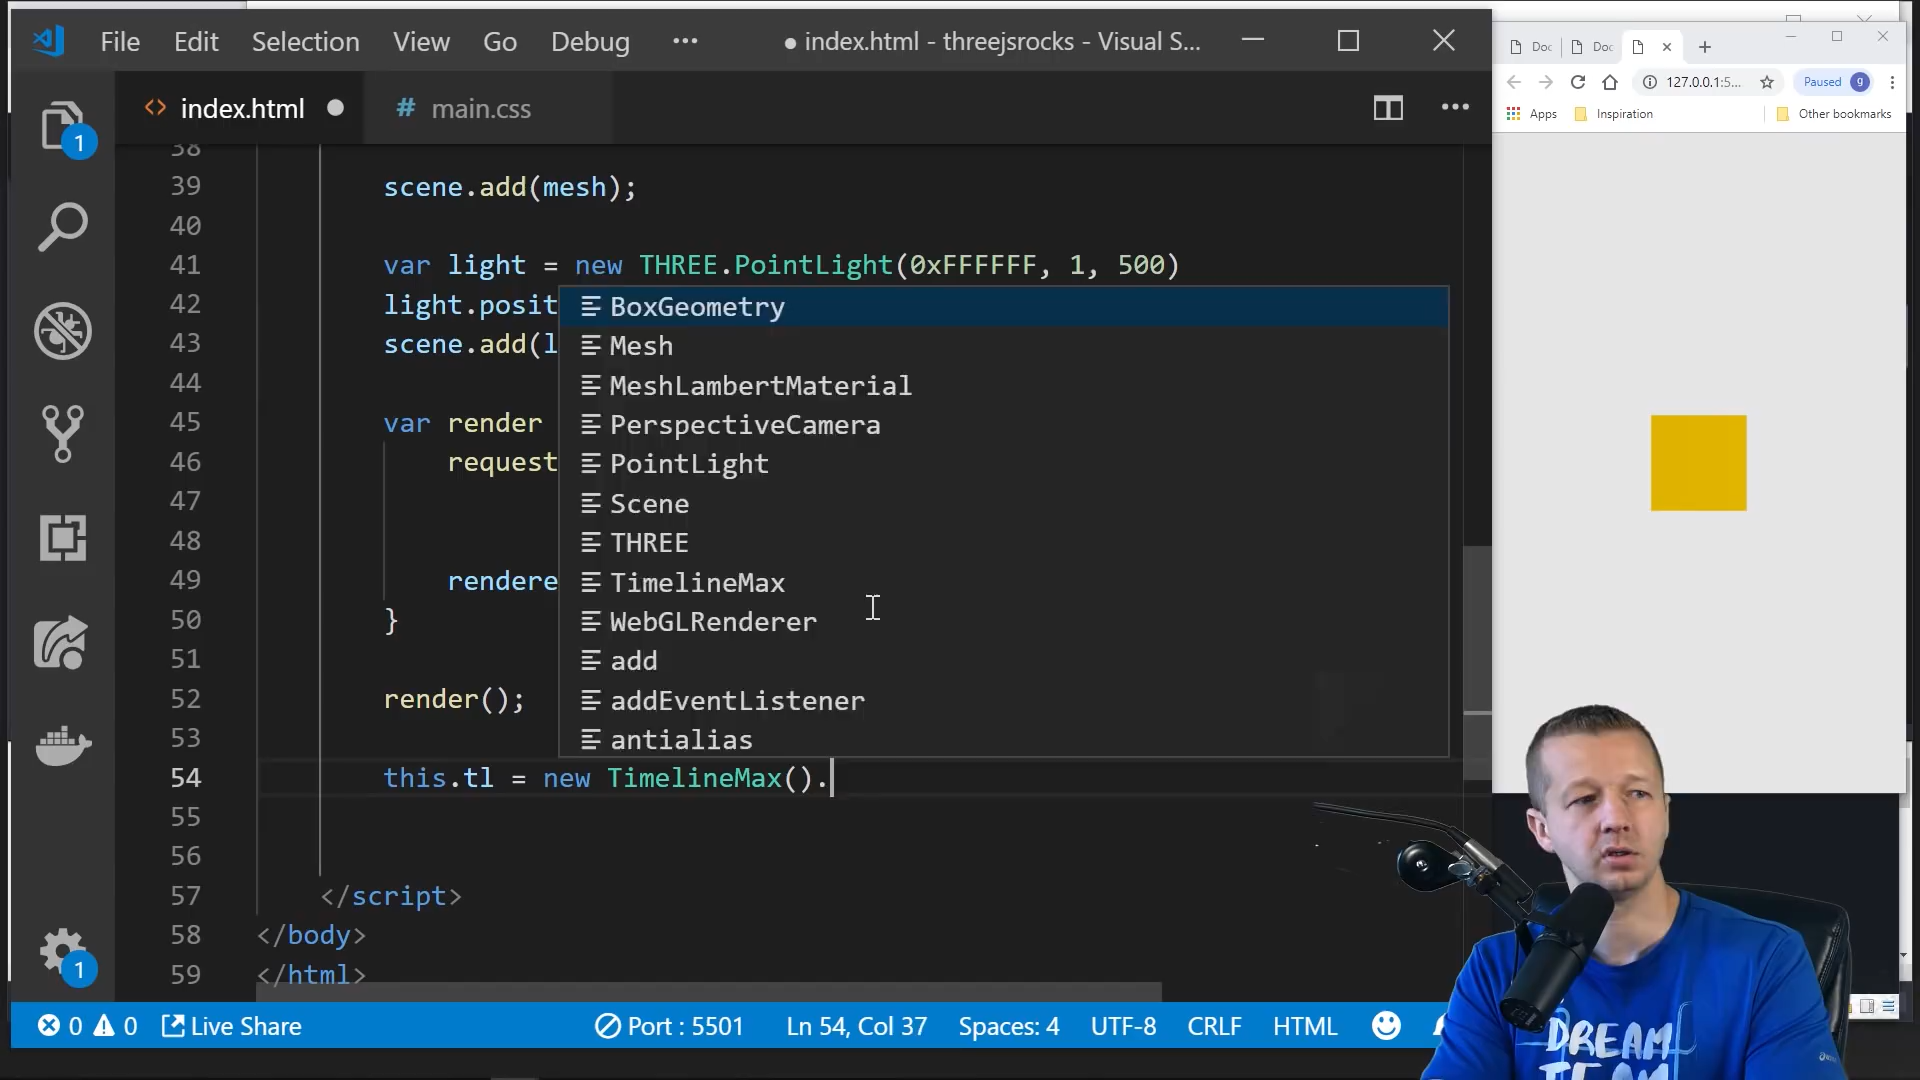 File Edit Selection View Go Debug ••• ● index.html - threejsrocks - Visual S...
<> index.html ● # main.css •••
38
39 scene.add(mesh);
40
41 var light = new THREE.PointLight(0xFFFFFF, 1, 500)
42 light.posit
43 scene.add(l
44
45 var render
46 request
47
48
49 rendere
50 }
51
52 render();
53
54 this.tl = new TimelineMax().
55
56
57 </script>
58 </body>
59 </html>
BoxGeometry
Mesh
MeshLambertMaterial
PerspectiveCamera
PointLight
Scene
THREE
TimelineMax
WebGLRenderer
add
addEventListener
antialias
1
1
0 0 Live Share Port : 5501 Ln 54, Col 37 Spaces: 4 UTF-8 CRLF HTML
Doc Doc
127.0.0.1:5... Paused g
Apps Inspiration Other bookmarks
DREAM
TEAM